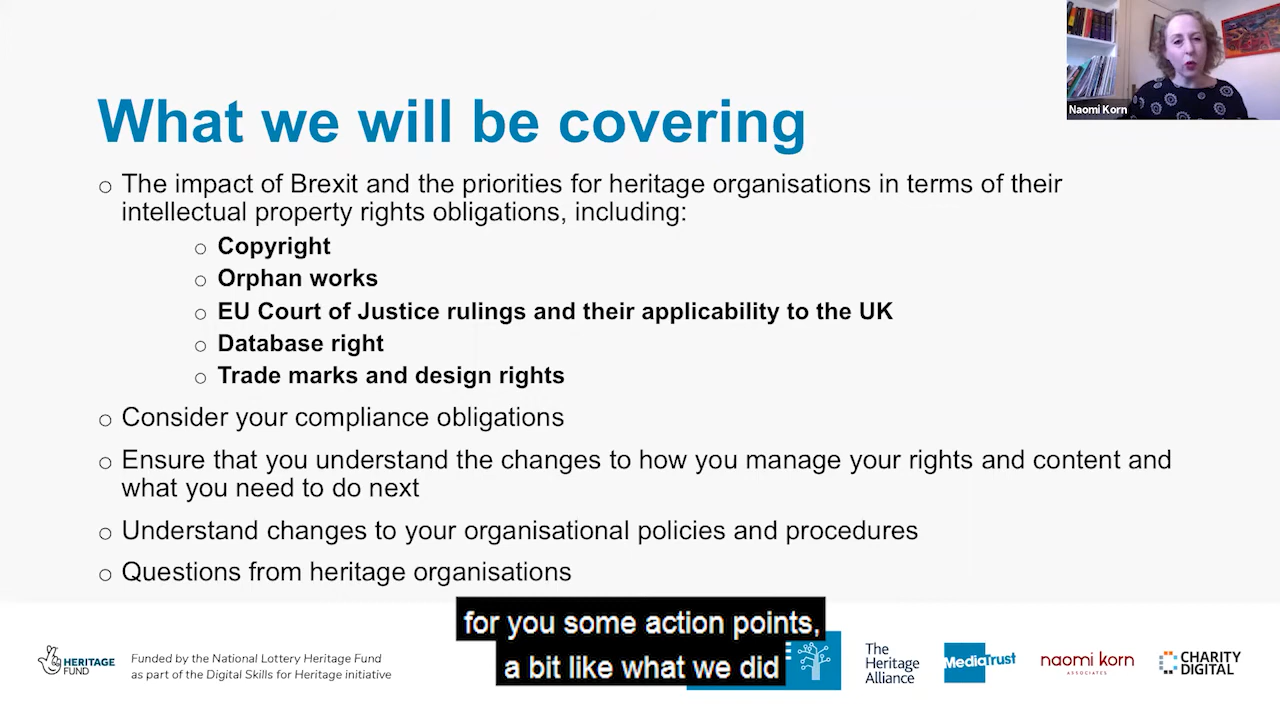 Naomi Korn
What we will be covering
○ The impact of Brexit and the priorities for heritage organisations in terms of their
intellectual property rights obligations, including:
○ Copyright
○ Orphan works
○ EU Court of Justice rulings and their applicability to the UK
○ Database right
○ Trade marks and design rights
○ Consider your compliance obligations
○ Ensure that you understand the changes to how you manage your rights and content and
what you need to do next
○ Understand changes to your organisational policies and procedures
○ Questions from heritage organisations
for you some action points,
a bit like what we did
HERITAGE
FUND
Funded by the National Lottery Heritage Fund
as part of the Digital Skills for Heritage initiative
The
Heritage
Alliance
MediaTrust
naomi korn
ASSOCIATES
CHARITY
DIGITAL